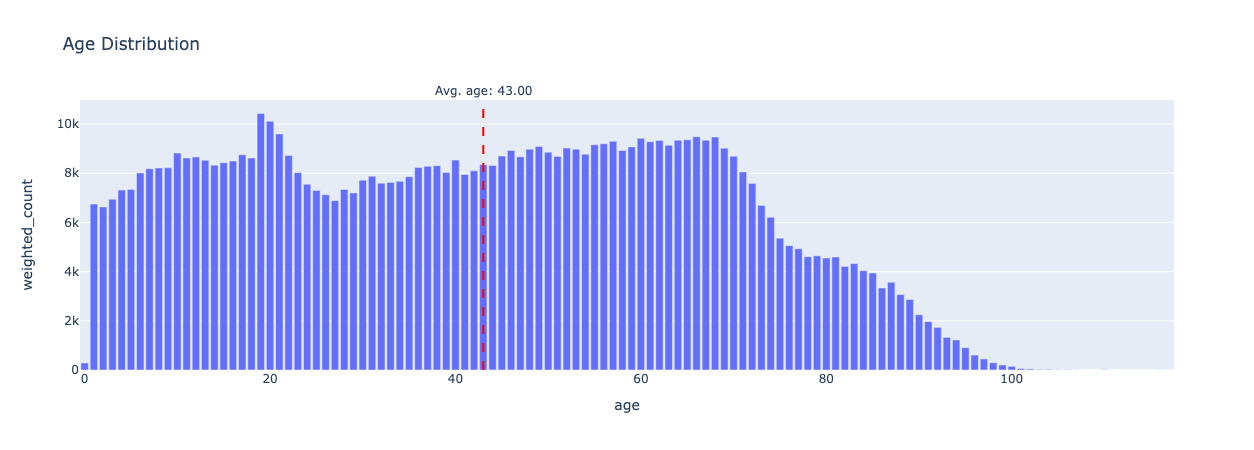 Age Distribution
Avg. age: 43.00
10k
8k
6k
4k
2k
0
weighted_count
0 20 40 60 80 100
age